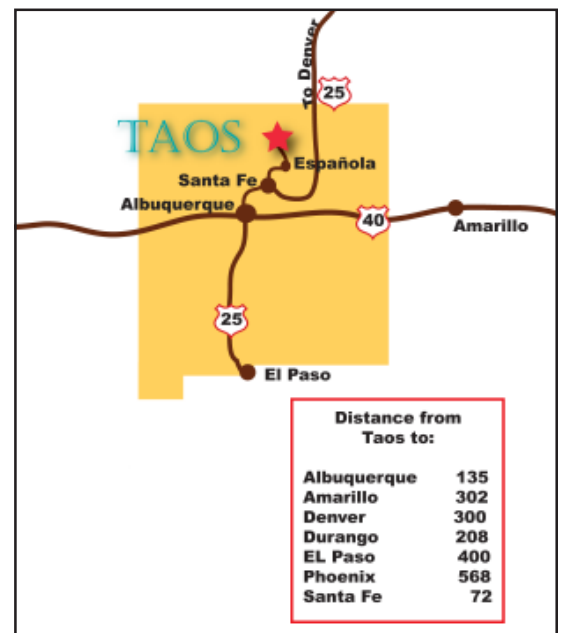 To Denver
25
TAOS
Española
Santa Fe
Albuquerque
40
Amarillo
25
El Paso
Distance from
Taos to:
Albuquerque 135
Amarillo 302
Denver 300
Durango 208
EL Paso 400
Phoenix 568
Santa Fe 72